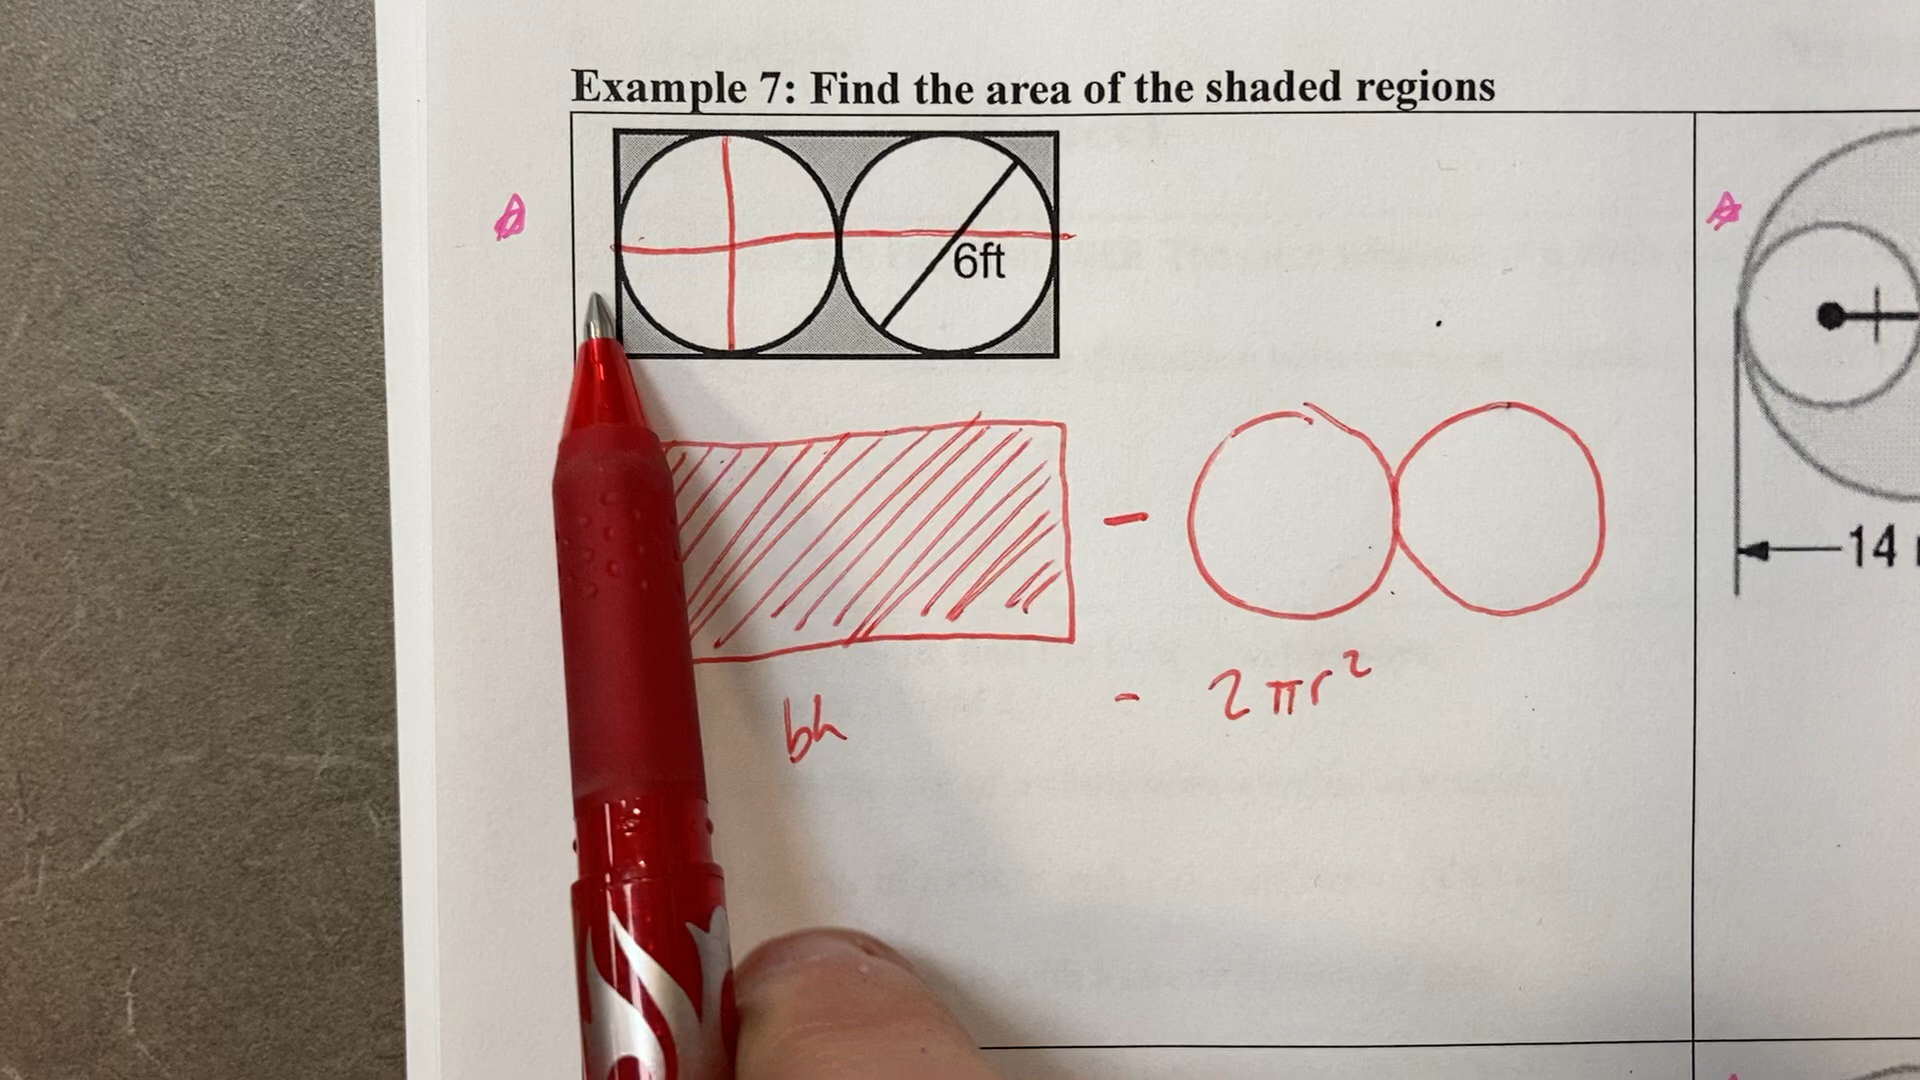 Example 7: Find the area of the shaded regions
6ft
14
bh - 2πr²